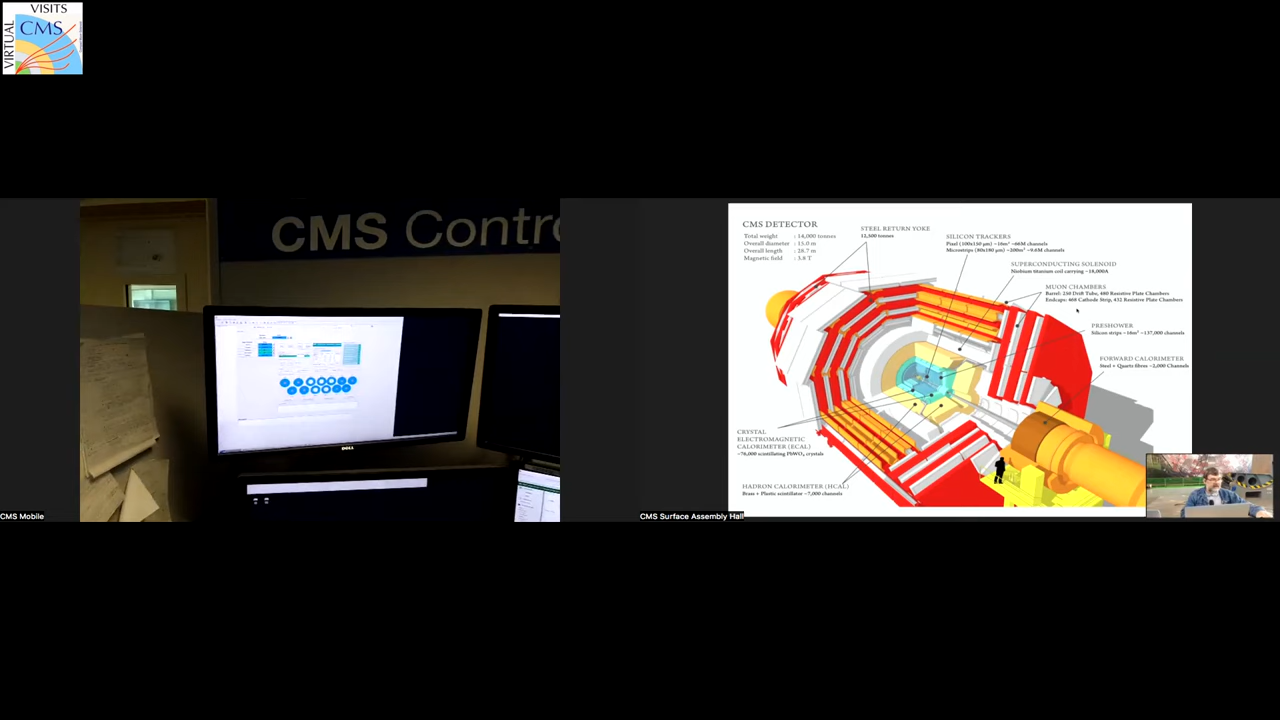 VISITS
CMS
VIRTUAL
CMS Contr
DELL
CMS Mobile
CMS DETECTOR
Total weight : 14,000 tonnes
Overall diameter : 15.0 m
Overall length : 28.7 m
Magnetic field : 3.8 T
STEEL RETURN YOKE
12,500 tonnes
SILICON TRACKERS
Pixel (100x150 μm) ~16m² ~66M channels
Microstrips (80x180 μm) ~200m² ~9.6M channels
SUPERCONDUCTING SOLENOID
Niobium titanium coil carrying ~18,000A
MUON CHAMBERS
Barrel: 250 Drift Tube, 480 Resistive Plate Chambers
Endcaps: 468 Cathode Strip, 432 Resistive Plate Chambers
PRESHOWER
Silicon strips ~16m² ~137,000 channels
FORWARD CALORIMETER
Steel + Quartz fibres ~2,000 Channels
CRYSTAL
ELECTROMAGNETIC
CALORIMETER (ECAL)
~76,000 scintillating PbWO₄ crystals
HADRON CALORIMETER (HCAL)
Brass + Plastic scintillator ~7,000 channels
CMS Surface Assembly Hall